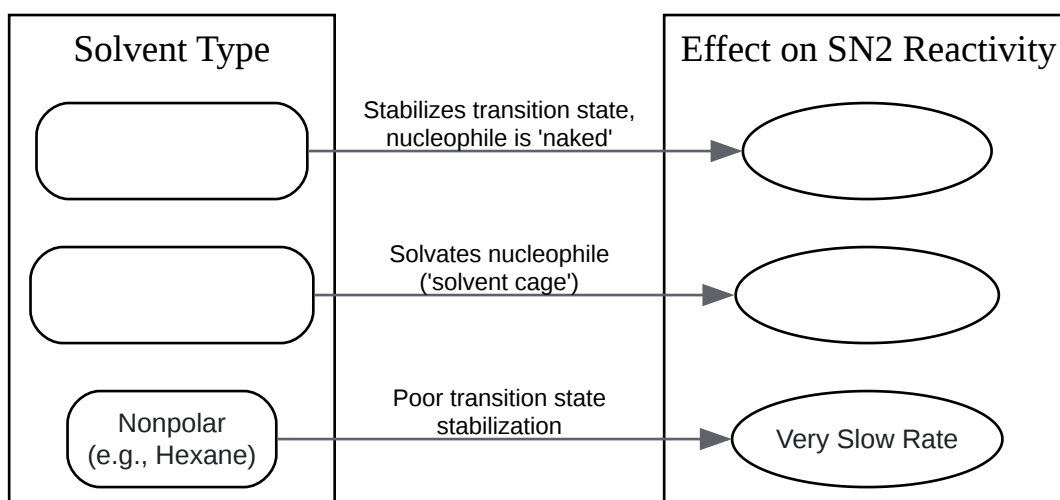 Solvent Type
Effect on SN2 Reactivity
Stabilizes transition state,
nucleophile is 'naked'
Solvates nucleophile
('solvent cage')
Nonpolar
(e.g., Hexane)
Poor transition state
stabilization
Very Slow Rate